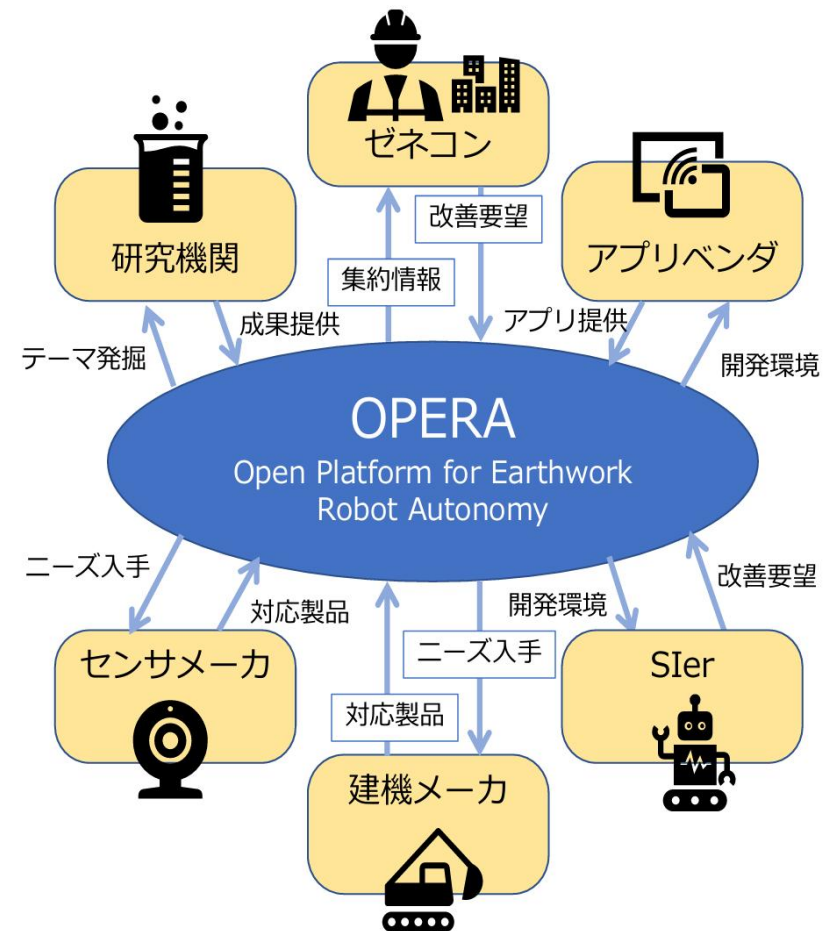 ゼネコン
研究機関
アプリベンダ
改善要望
集約情報
成果提供
アプリ提供
テーマ発掘
開発環境
OPERA
Open Platform for Earthwork
Robot Autonomy
ニーズ入手
対応製品
開発環境
改善要望
ニーズ入手
対応製品
センサメーカ
SIer
建機メーカ